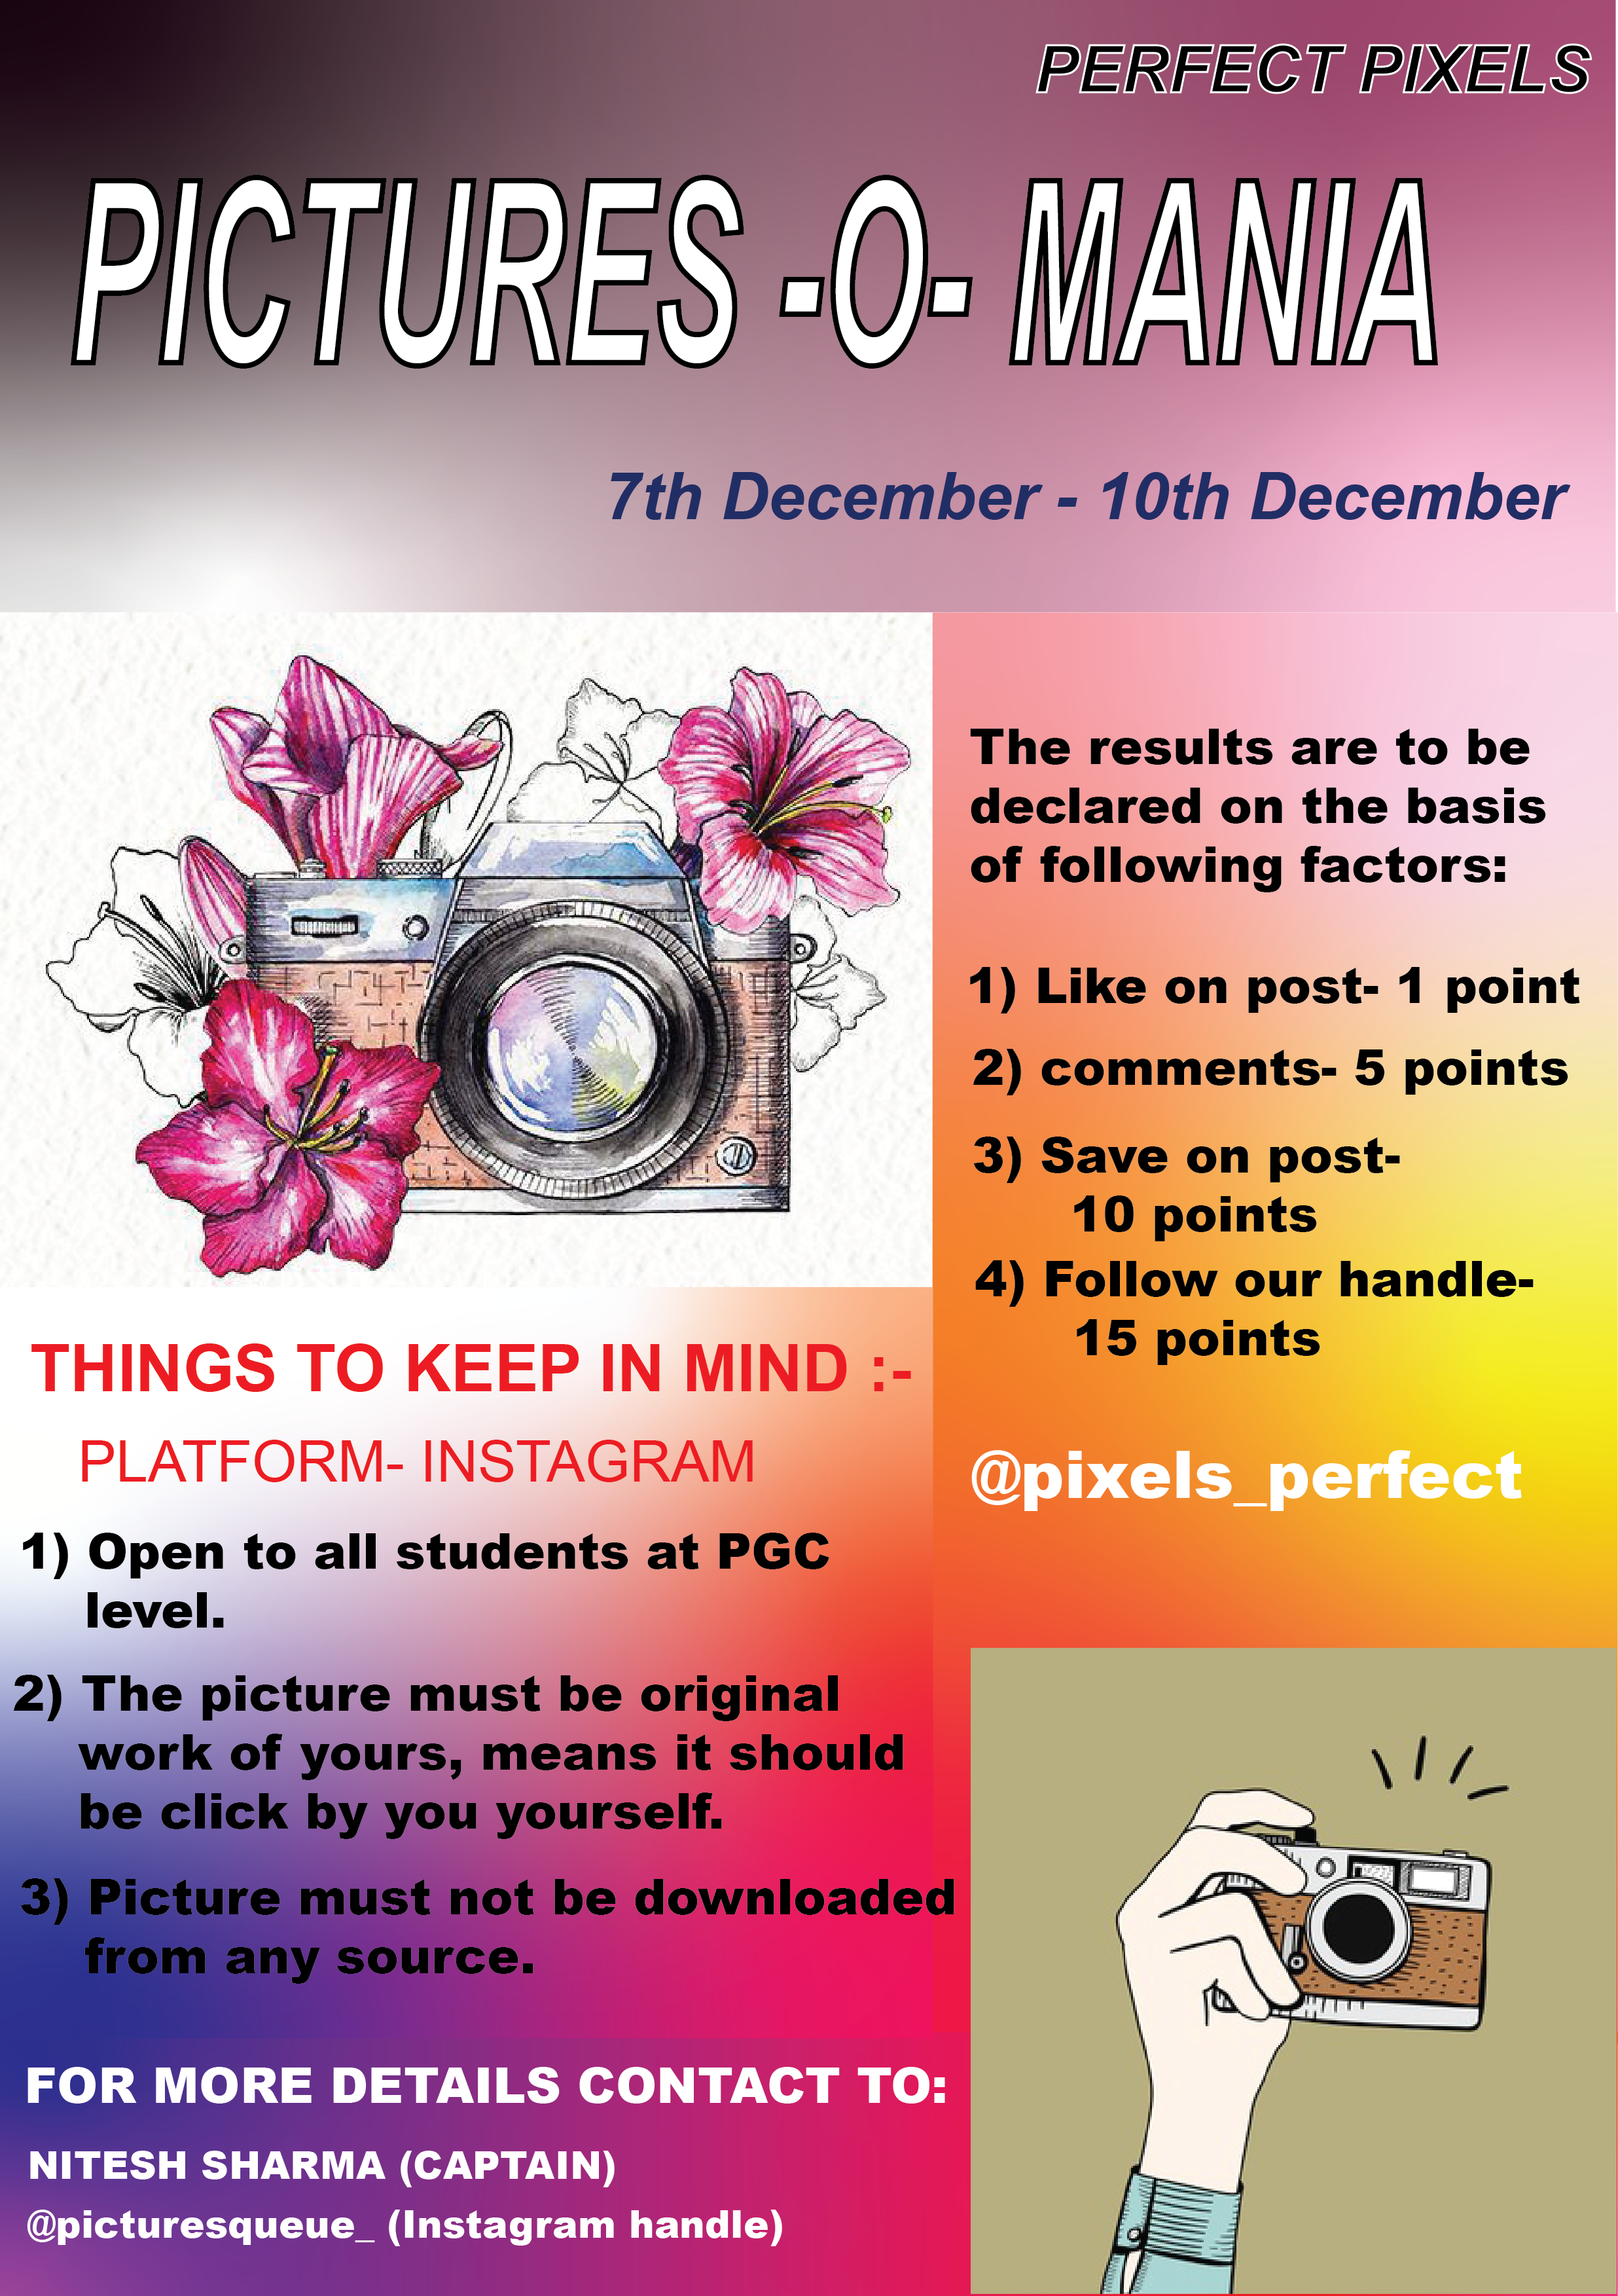 PERFECT PIXELS
PICTURES -O- MANIA
7th December - 10th December
The results are to be
declared on the basis
of following factors:
1) Like on post- 1 point
2) comments- 5 points
3) Save on post-
10 points
4) Follow our handle-
15 points
@pixels_perfect
THINGS TO KEEP IN MIND :-
PLATFORM- INSTAGRAM
1) Open to all students at PGC
level.
2) The picture must be original
work of yours, means it should
be click by you yourself.
3) Picture must not be downloaded
from any source.
FOR MORE DETAILS CONTACT TO:
NITESH SHARMA (CAPTAIN)
@picturesqueue_ (Instagram handle)